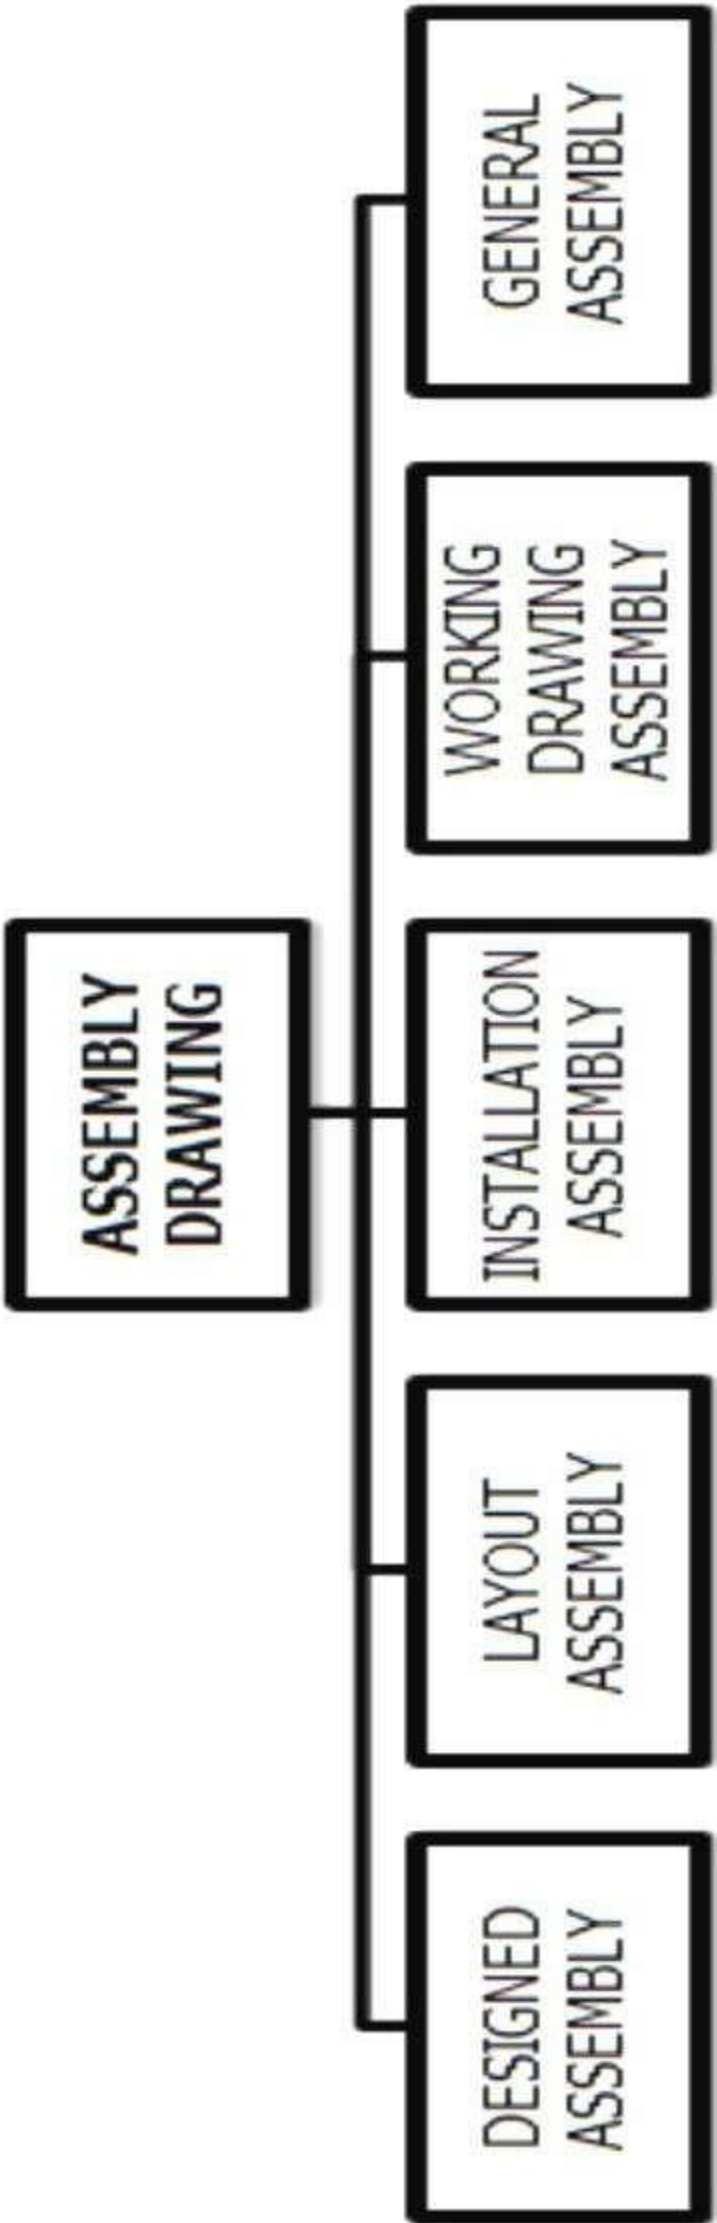 ASSEMBLY
DRAWING
DESIGNED
ASSEMBLY
LAYOUT
ASSEMBLY
INSTALLATION
ASSEMBLY
WORKING
DRAWING
ASSEMBLY
GENERAL
ASSEMBLY